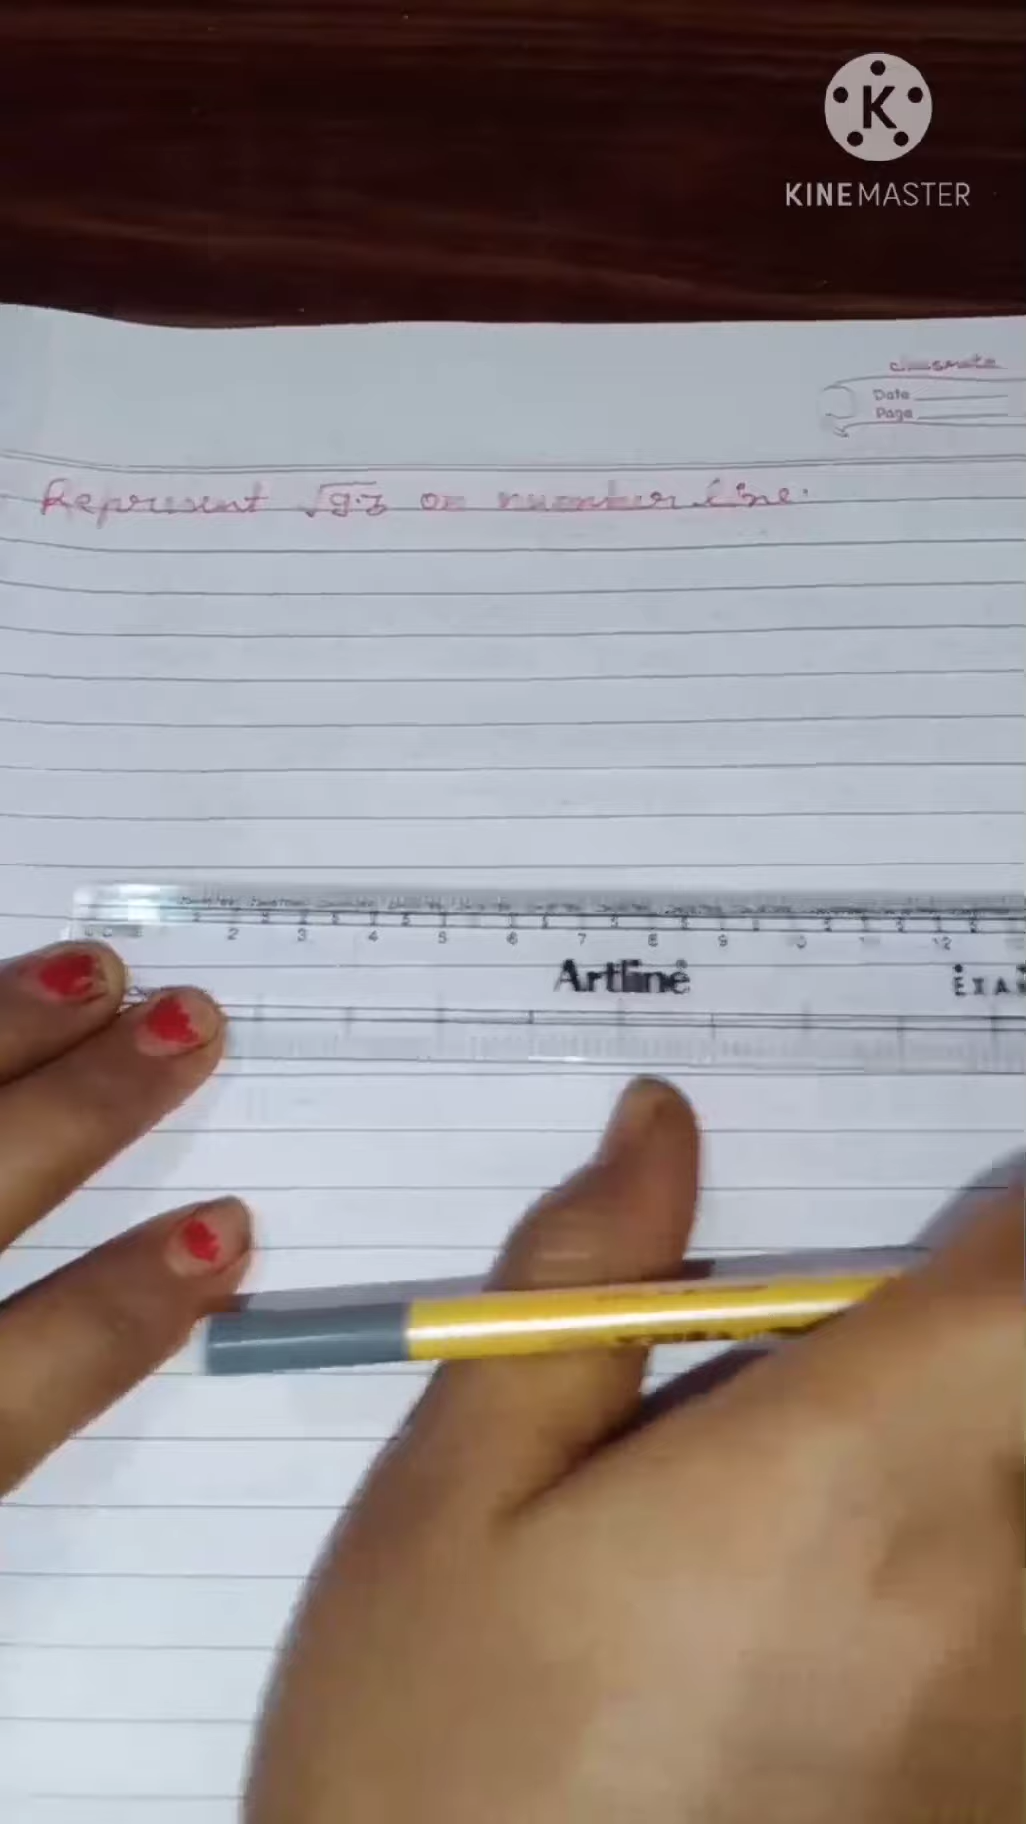 KINEMASTER
classmate
Date
Page
Represent √9.3 on number line.
2 3 4 5 6 7 8 9 10 11 12
Artline
EXAM